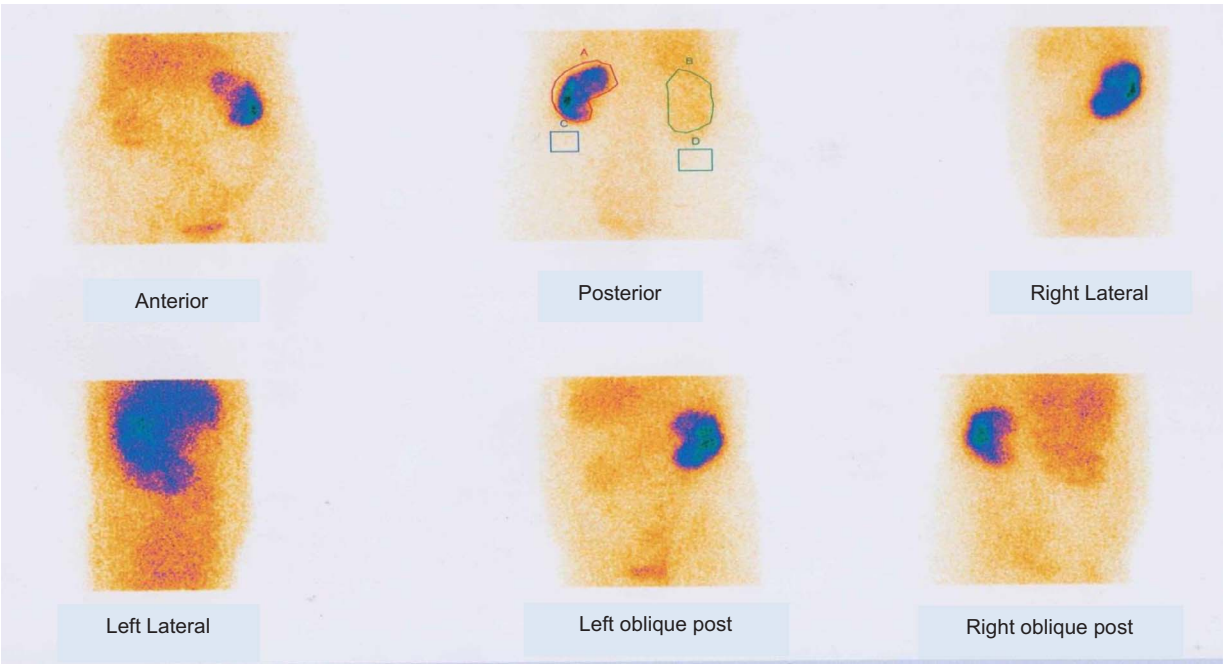 A
B
C
D
Anterior
Posterior
Right Lateral
Left Lateral
Left oblique post
Right oblique post